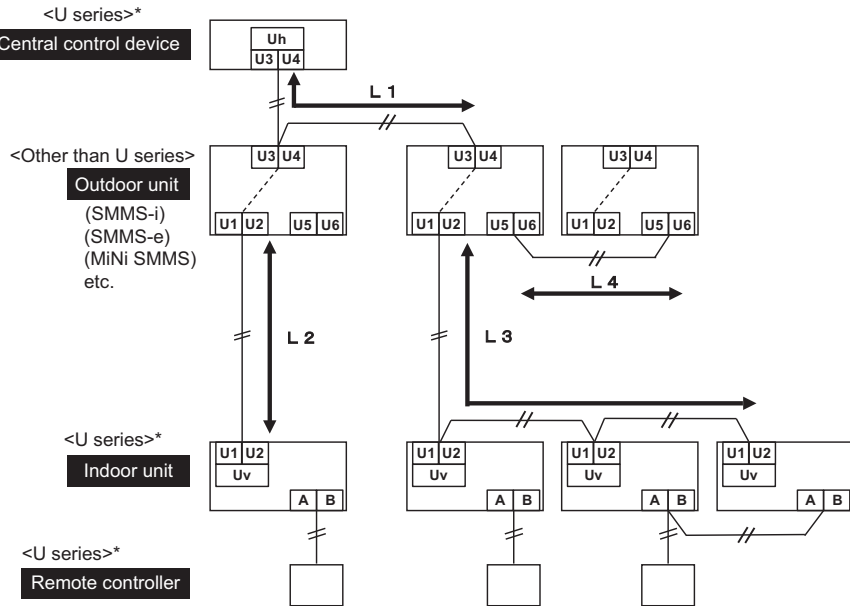 <U series>*
Central control device
Uh
U3 U4
L 1
<Other than U series>
Outdoor unit
(SMMS-i)
(SMMS-e)
(MiNi SMMS)
etc.
U3 U4
U3 U4
U3 U4
U1 U2 U5 U6
U1 U2 U5 U6
U1 U2 U5 U6
L 4
L 2
L 3
<U series>*
Indoor unit
U1 U2
U1 U2
U1 U2
U1 U2
Uv
Uv
Uv
Uv
A B
A B
A B
A B
<U series>*
Remote controller